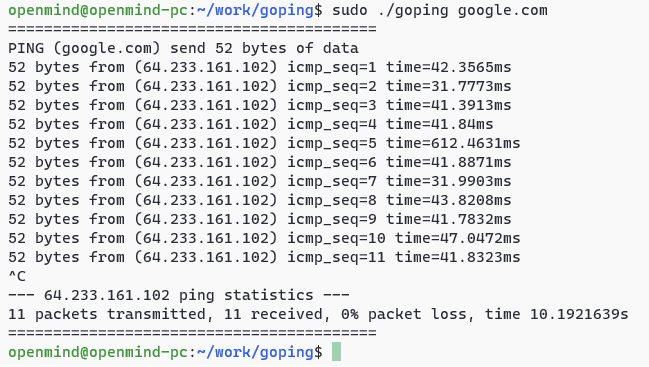 openmind@openmind-pc:~/work/goping$ sudo ./goping google.com
=========================================
PING (google.com) send 52 bytes of data
52 bytes from (64.233.161.102) icmp_seq=1 time=42.3565ms
52 bytes from (64.233.161.102) icmp_seq=2 time=31.7773ms
52 bytes from (64.233.161.102) icmp_seq=3 time=41.3913ms
52 bytes from (64.233.161.102) icmp_seq=4 time=41.84ms
52 bytes from (64.233.161.102) icmp_seq=5 time=612.4631ms
52 bytes from (64.233.161.102) icmp_seq=6 time=41.8871ms
52 bytes from (64.233.161.102) icmp_seq=7 time=31.9903ms
52 bytes from (64.233.161.102) icmp_seq=8 time=43.8208ms
52 bytes from (64.233.161.102) icmp_seq=9 time=41.7832ms
52 bytes from (64.233.161.102) icmp_seq=10 time=47.0472ms
52 bytes from (64.233.161.102) icmp_seq=11 time=41.8323ms
^C
--- 64.233.161.102 ping statistics ---
11 packets transmitted, 11 received, 0% packet loss, time 10.1921639s
=========================================
openmind@openmind-pc:~/work/goping$